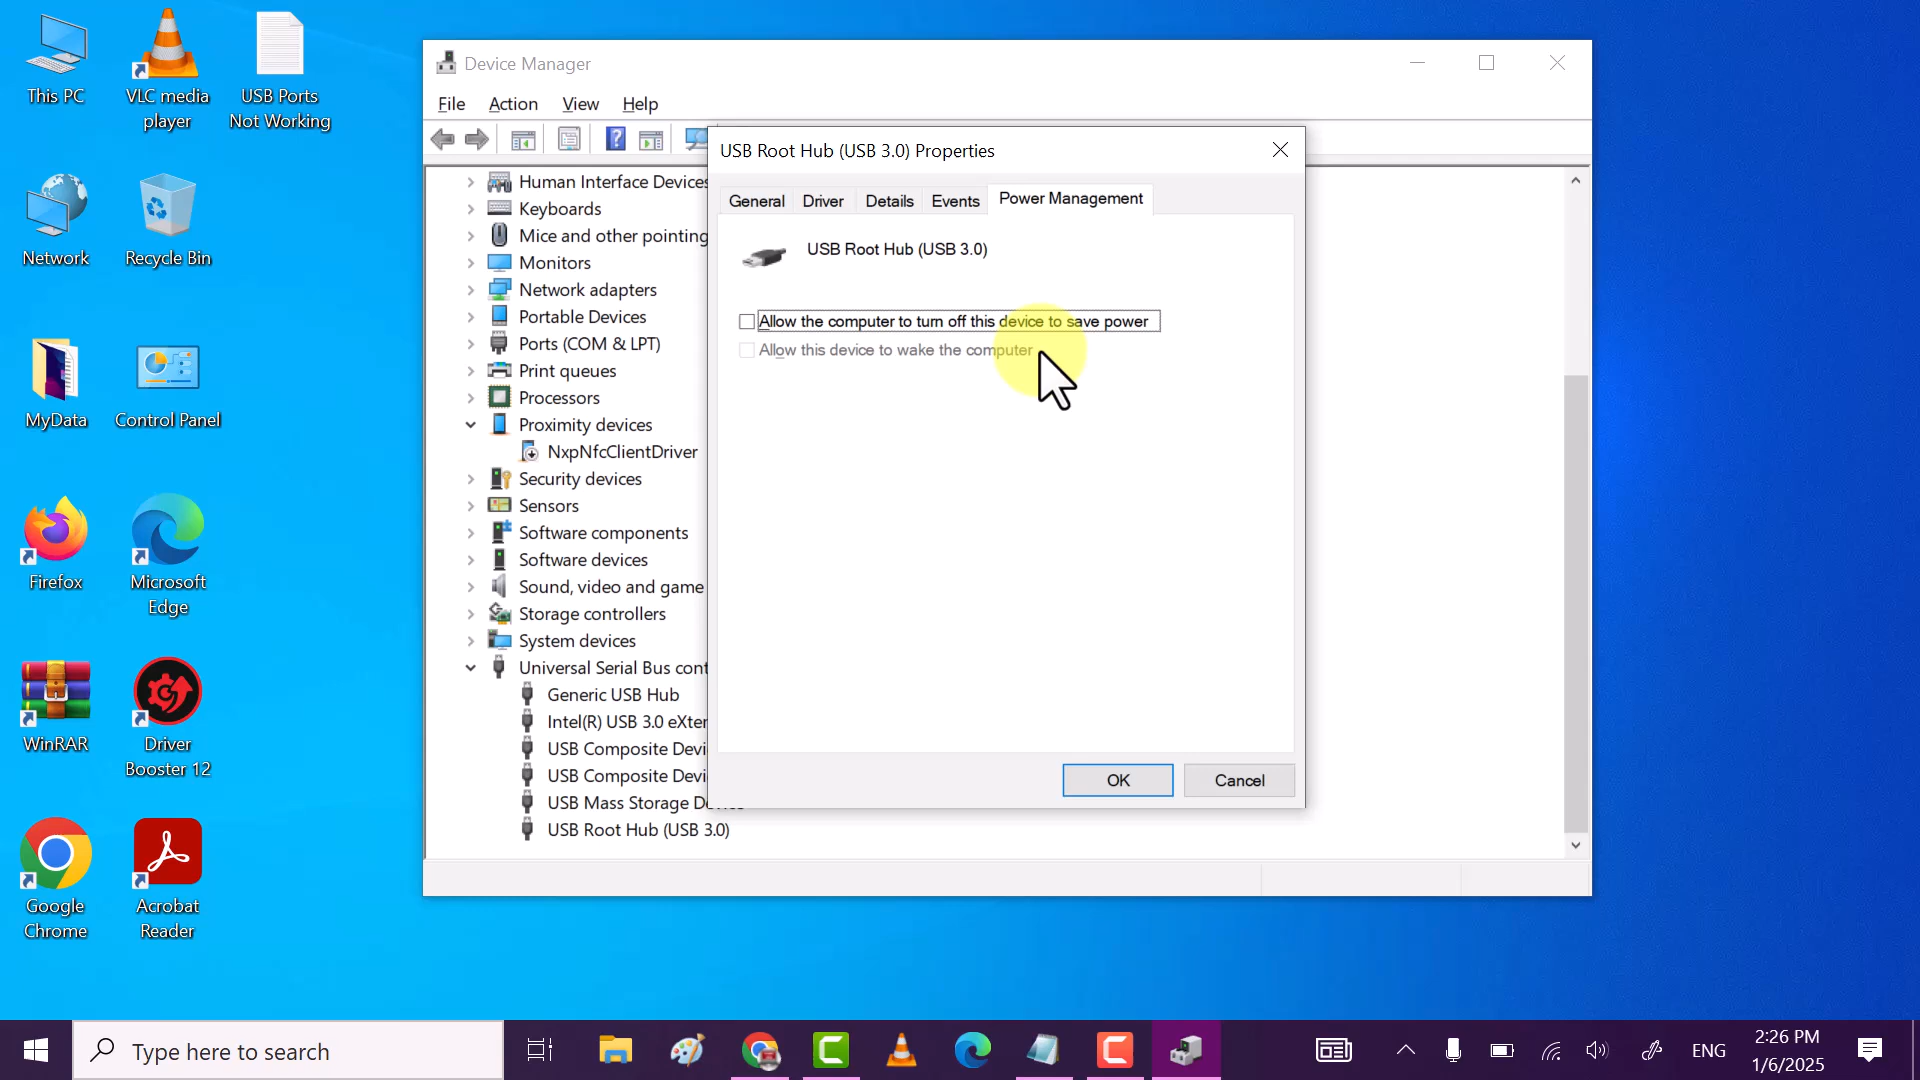 This PC
VLC media
player
USB Ports
Not Working
Network
Recycle Bin
MyData
Control Panel
Firefox
Microsoft
Edge
WinRAR
Driver
Booster 12
Google
Chrome
Acrobat
Reader
Device Manager
File Action View Help
Human Interface Devices
Keyboards
Mice and other pointing
Monitors
Network adapters
Portable Devices
Ports (COM & LPT)
Print queues
Processors
Proximity devices
NxpNfcClientDriver
Security devices
Sensors
Software components
Software devices
Sound, video and game
Storage controllers
System devices
Universal Serial Bus cont
Generic USB Hub
Intel(R) USB 3.0 eXter
USB Composite Devi
USB Composite Devi
USB Mass Storage Device
USB Root Hub (USB 3.0)
USB Root Hub (USB 3.0) Properties
General Driver Details Events Power Management
USB Root Hub (USB 3.0)
Allow the computer to turn off this device to save power
Allow this device to wake the computer
OK Cancel
Type here to search
ENG
2:26 PM
1/6/2025